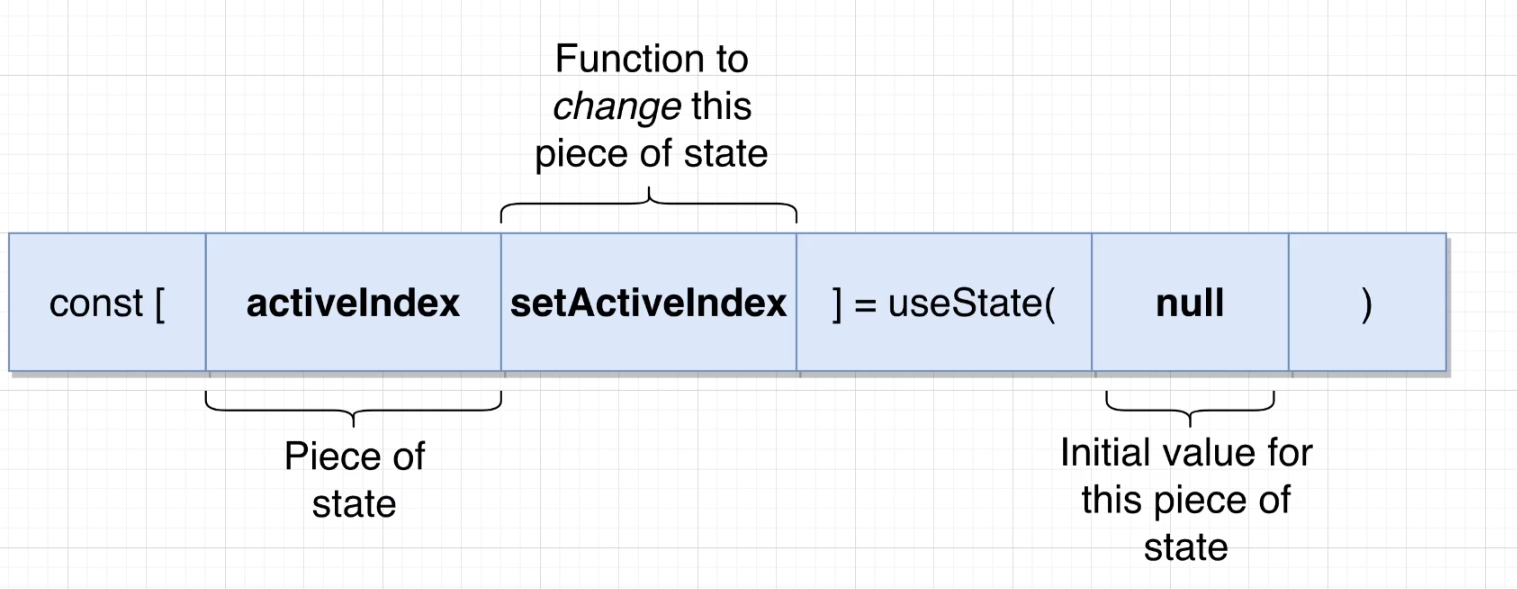 Function to
change this
piece of state
const [ activeIndex setActiveIndex ] = useState( null )
Piece of
state
Initial value for
this piece of
state